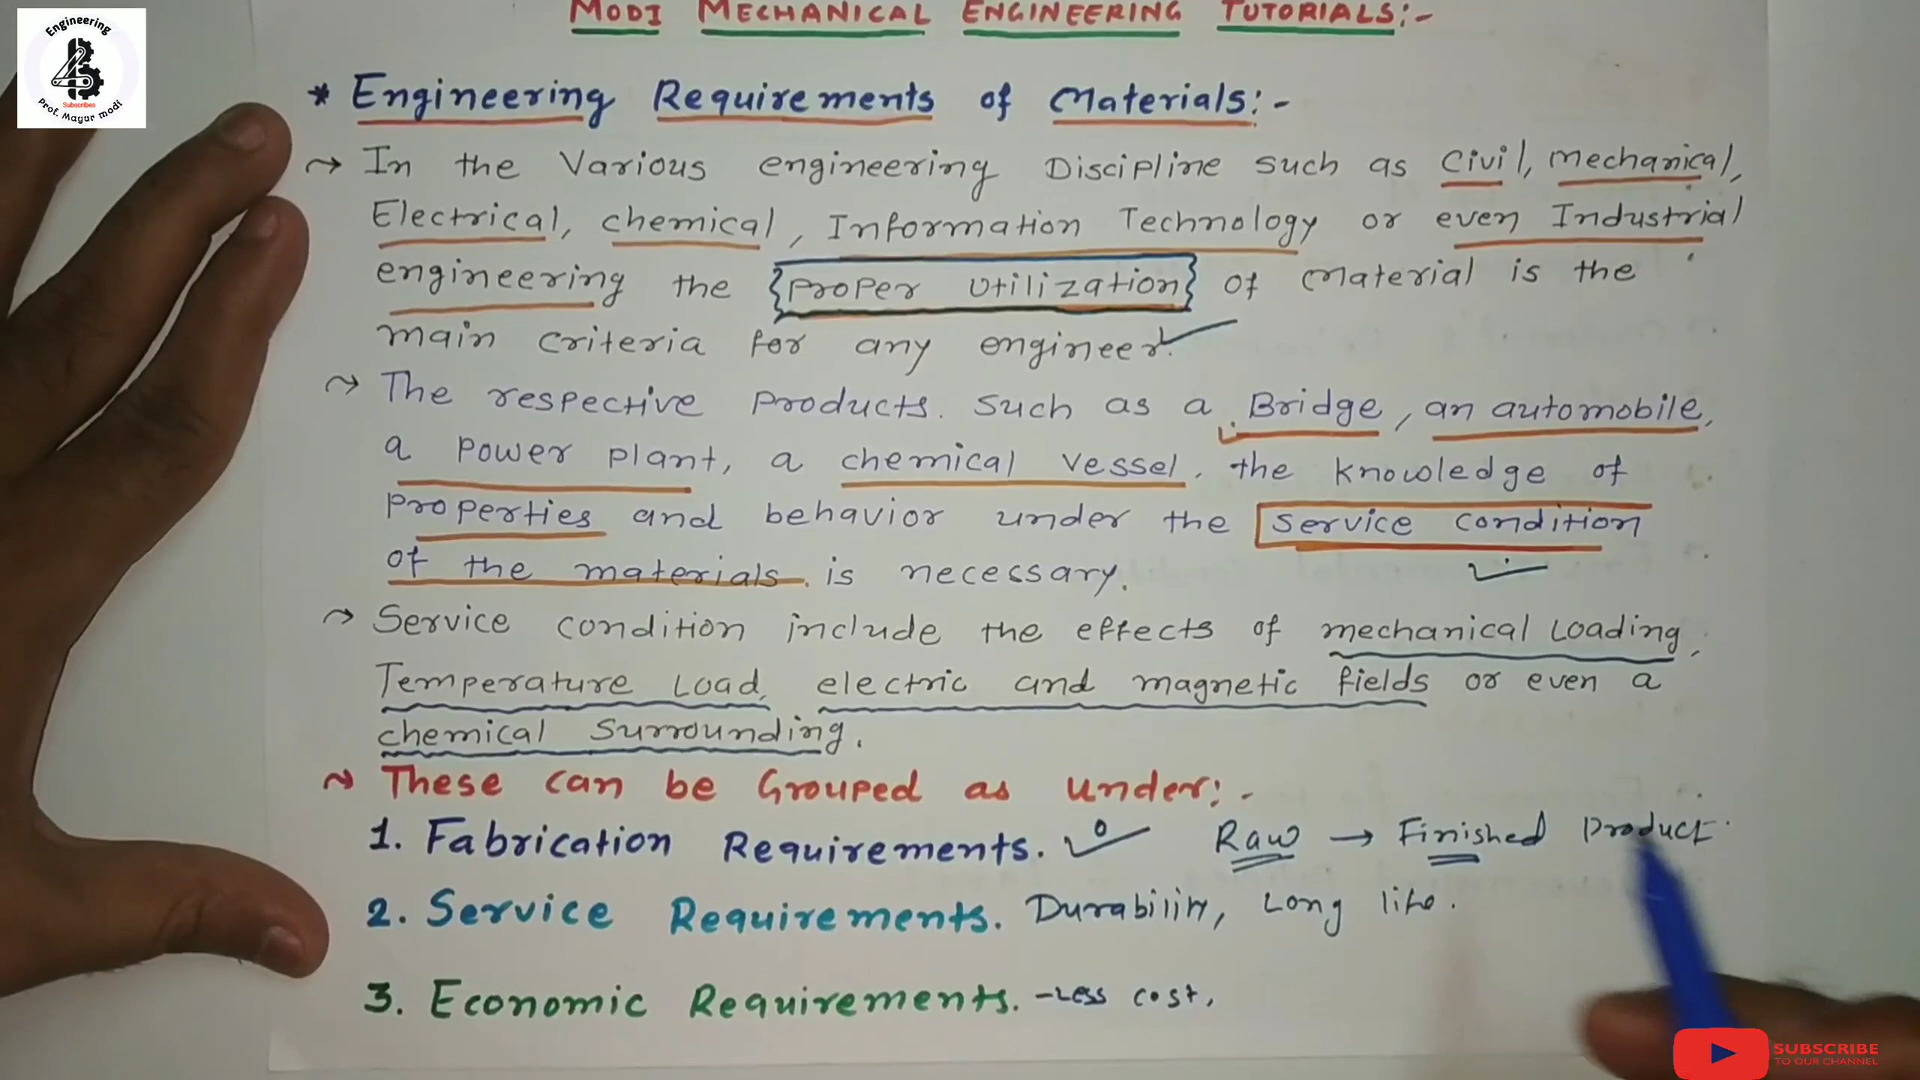 Engineering
Subscribes
Prof. Mayur modi
MODI MECHANICAL ENGINEERING TUTORIALS:-
* Engineering Requirements of Materials:-
→ In the Various engineering Discipline such as Civil, Mechanical,
Electrical, chemical, Information Technology or even Industrial
engineering the {Proper Utilization} of material is the
main criteria for any engineer.
→ The respective Products. Such as a Bridge, an automobile,
a power plant, a chemical vessel. the knowledge of
Properties and behavior under the service condition
of the materials. is necessary.
→ Service condition include the effects of mechanical Loading,
Temperature Load, electric and magnetic fields or even a
chemical Surrounding.
→ These can be Grouped as under:-
1. Fabrication Requirements. Raw → Finished Product
2. Service Requirements. Durability, Long life.
3. Economic Requirements. -Less cost,
SUBSCRIBE
TO OUR CHANNEL